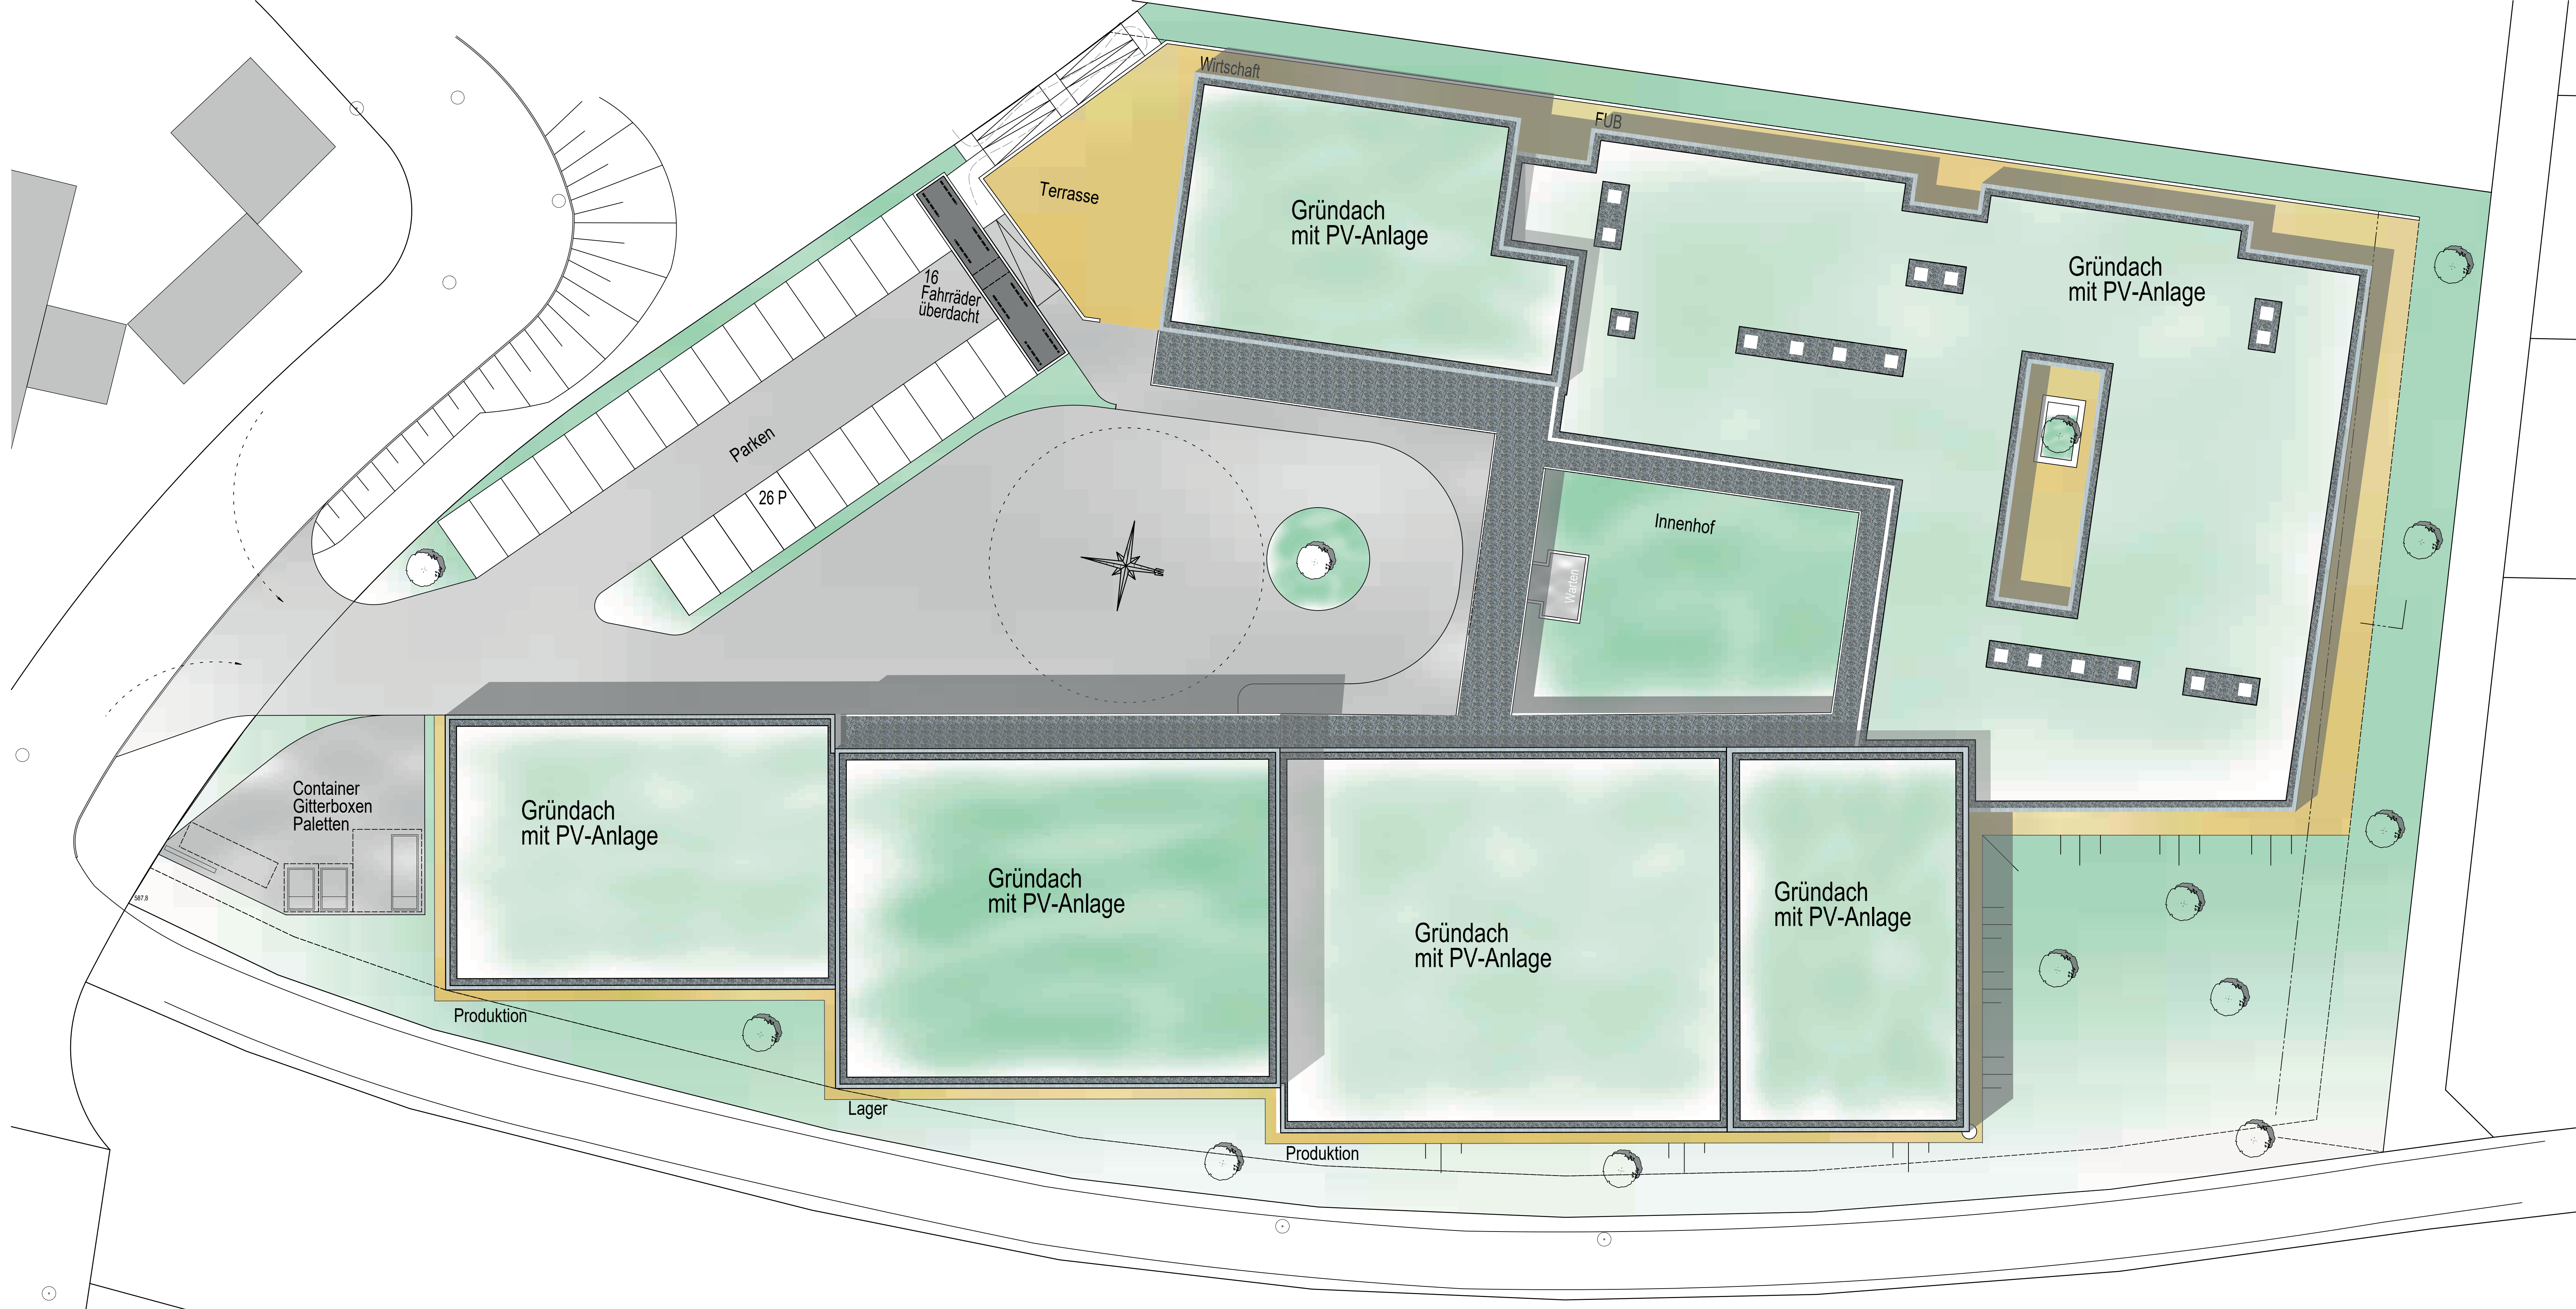 Wirtschaft
FUB
Terrasse
Gründach
mit PV-Anlage
Gründach
mit PV-Anlage
16
Fahrräder
überdacht
Parken
26 P
Innenhof
Warten
Container
Gitterboxen
Paletten
587,8
Gründach
mit PV-Anlage
Gründach
mit PV-Anlage
Gründach
mit PV-Anlage
Gründach
mit PV-Anlage
Produktion
Lager
Produktion